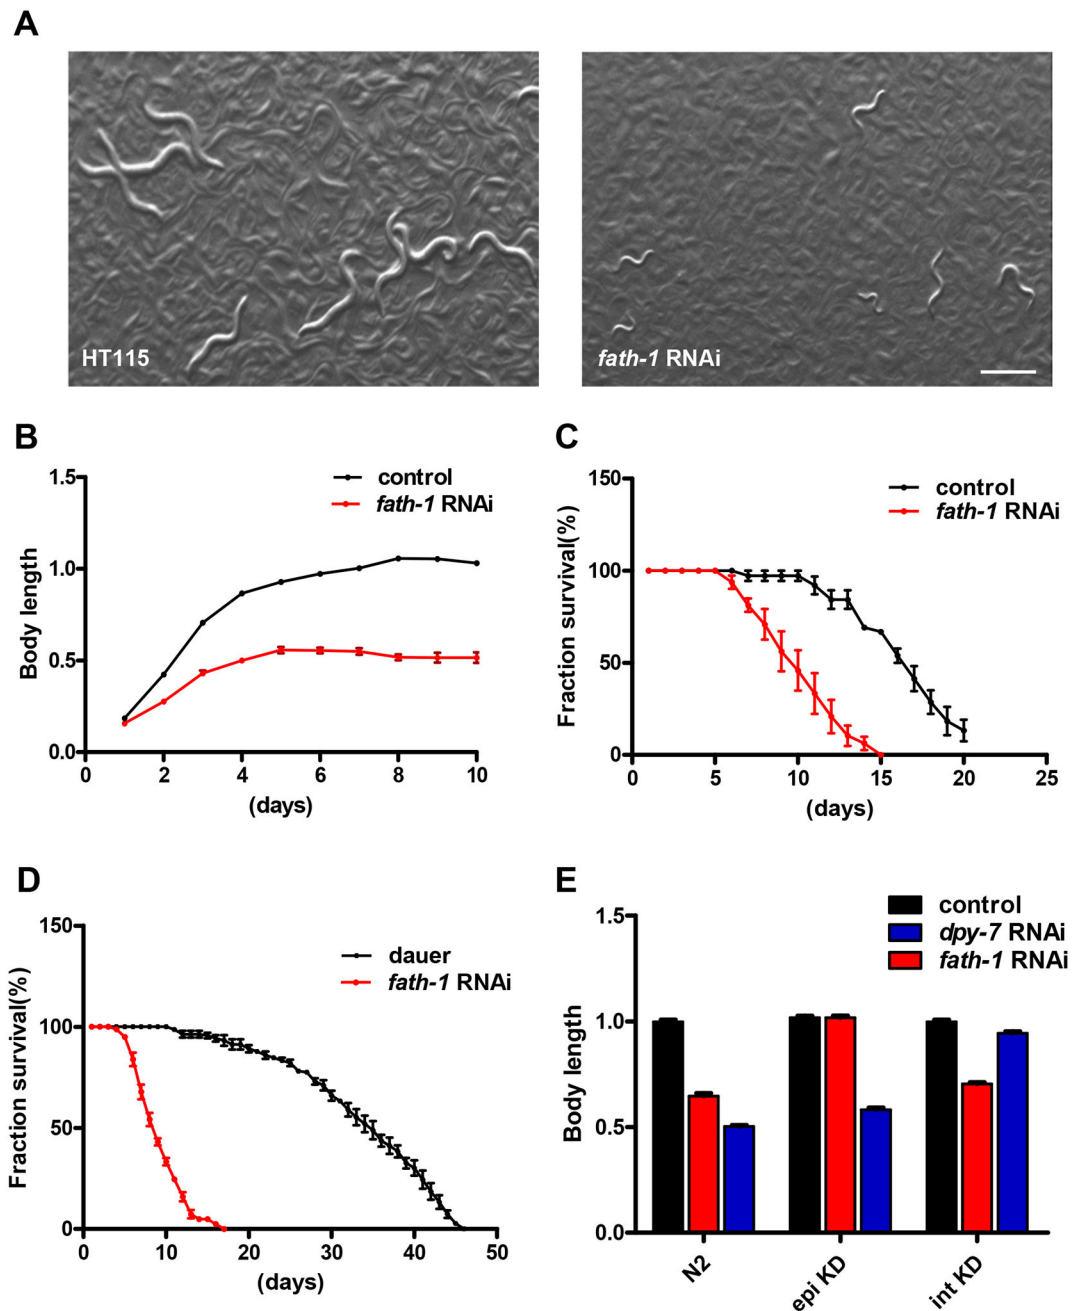 A
HT115
fath-1 RNAi
B
1.5
1.0
0.5
0.0
0
2
4
6
8
10
Body length
(days)
control
fath-1 RNAi
C
150
100
50
0
0
5
10
15
20
25
Fraction survival(%)
(days)
control
fath-1 RNAi
D
150
100
50
0
0
10
20
30
40
50
Fraction survival(%)
(days)
dauer
fath-1 RNAi
E
control
dpy-7 RNAi
fath-1 RNAi
1.5
1.0
0.5
0.0
Body length
N2
epi KD
int KD